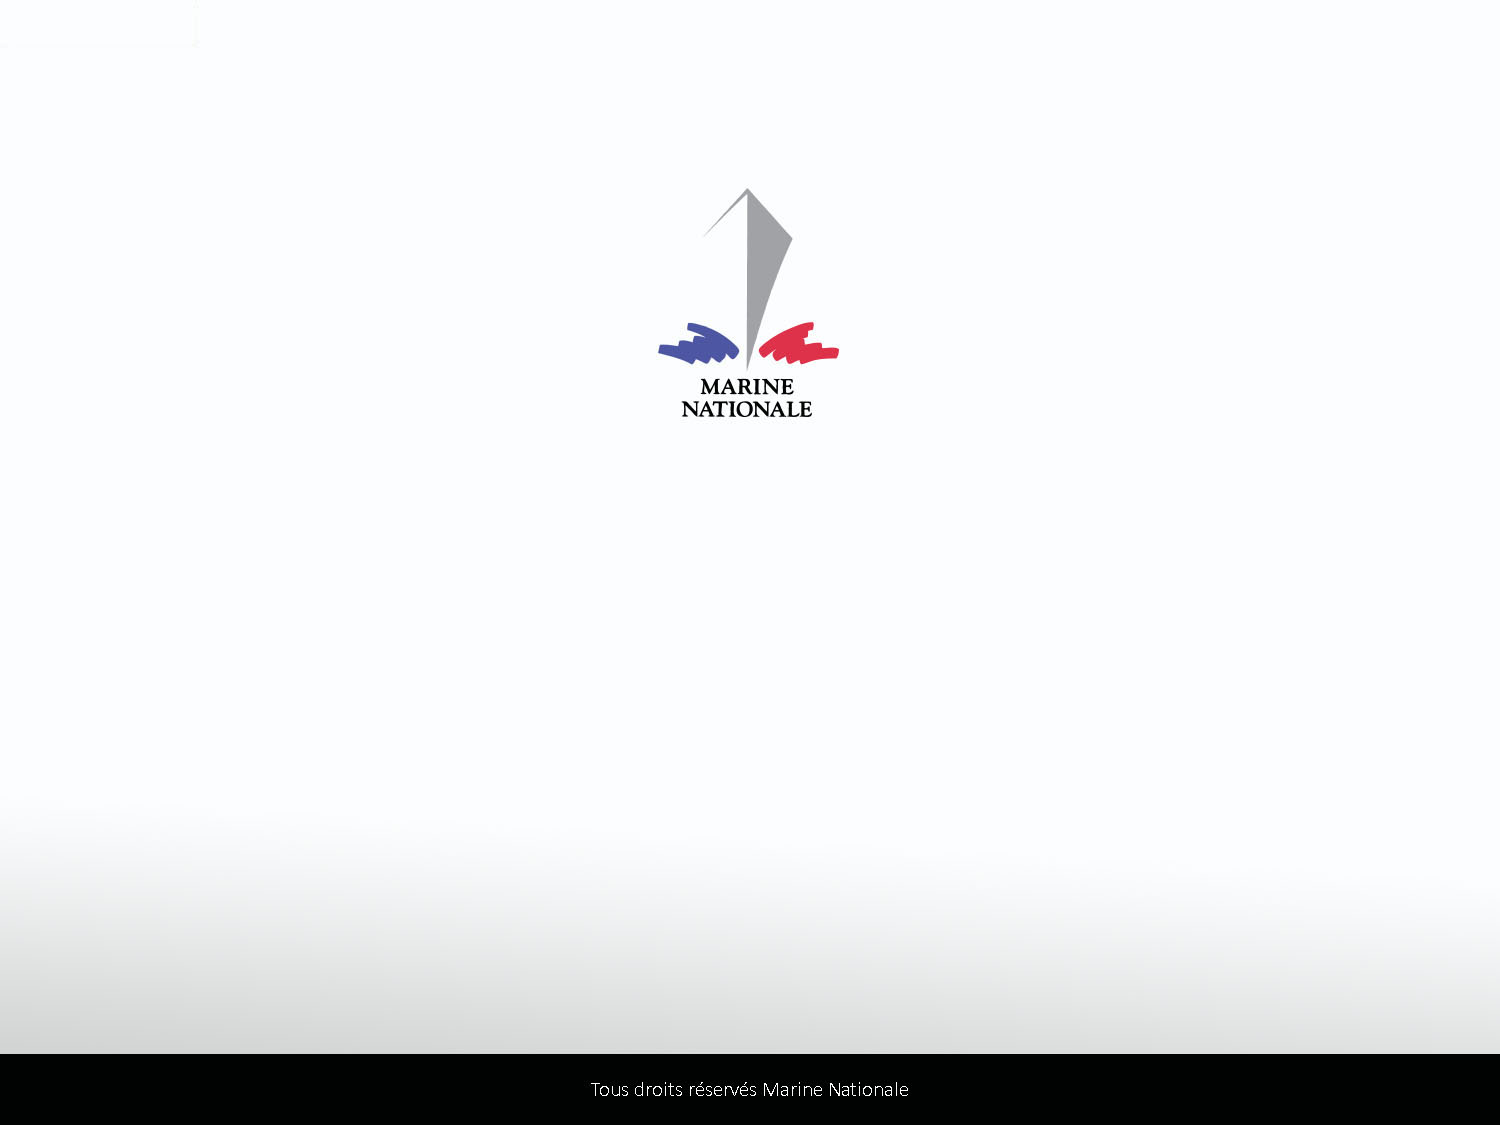 MARINE
NATIONALE
Tous droits réservés Marine Nationale